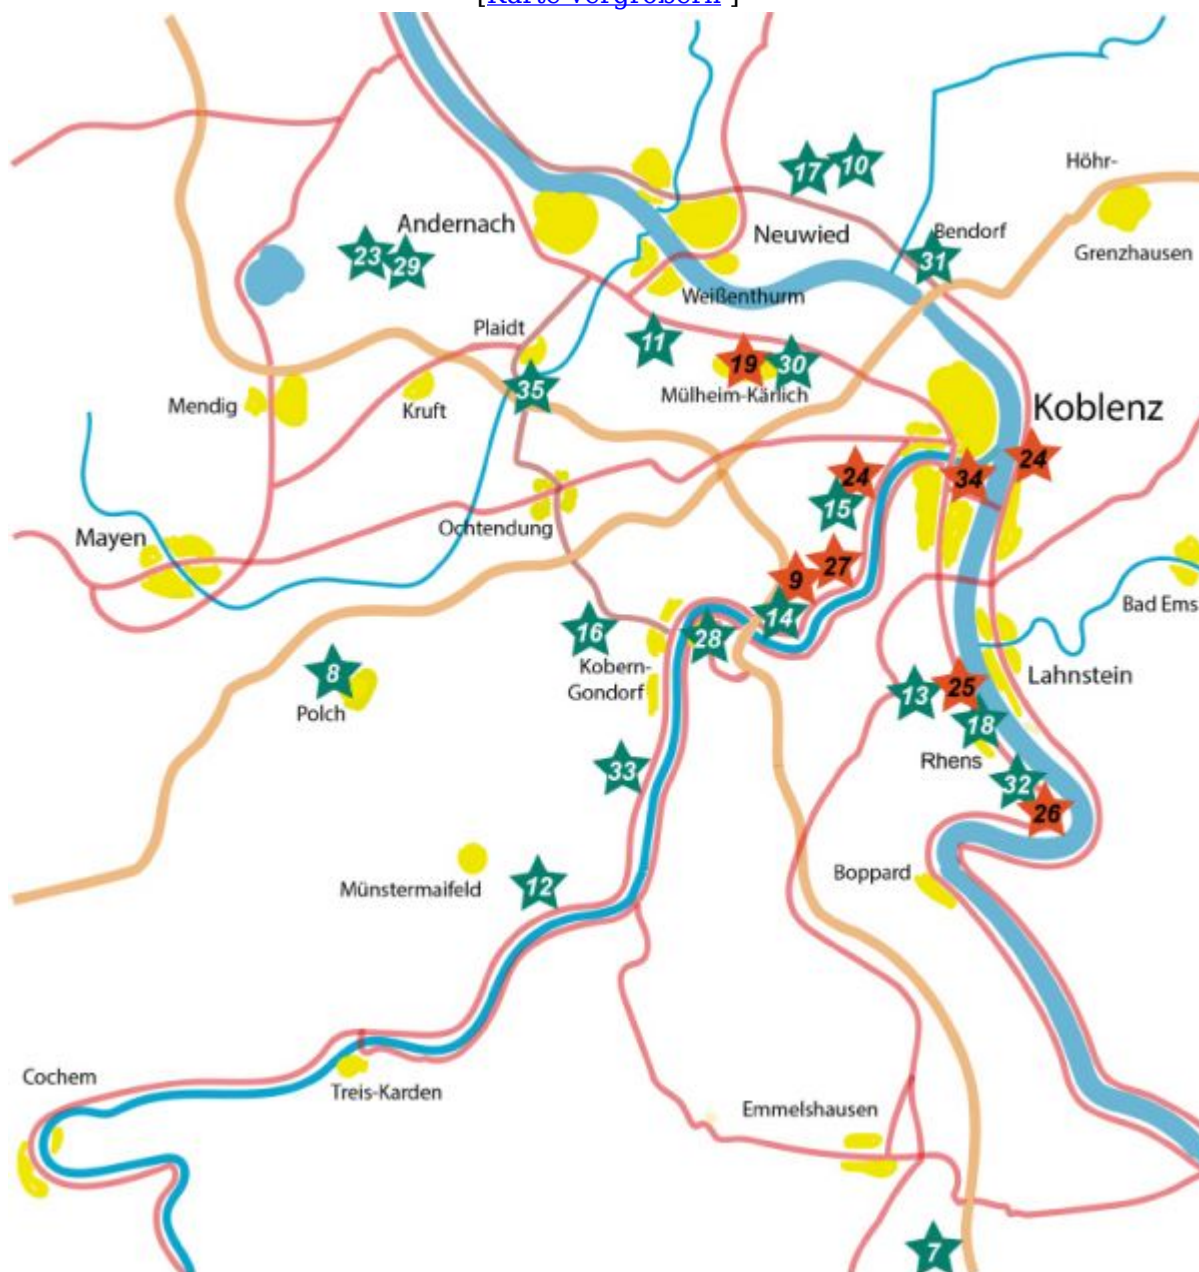 [Karte vergrößern ]
Höhr-
17
10
Andernach
Neuwied
Bendorf
Grenzhausen
23
29
31
Weißenthurm
Plaidt
11
19
30
35
Mülheim-Kärlich
Mendig
Kruft
Koblenz
24
24
34
15
Ochtendung
Mayen
27
9
Bad Ems
14
16
28
Kobern-
Gondorf
8
Polch
Lahnstein
25
13
18
Rhens
33
32
26
Boppard
Münstermaifeld
12
Cochem
Treis-Karden
Emmelshausen
7